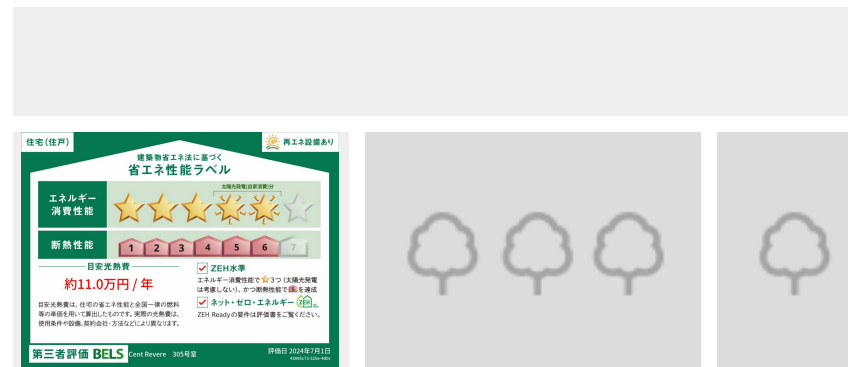 住宅(住戸)
再エネ設備あり
建築物省エネ法に基づく
省エネ性能ラベル
太陽光発電(自家消費)分
エネルギー
消費性能
断熱性能
1 2 3 4 5 6 7
目安光熱費
約11.0万円 / 年
目安光熱費は、住宅の省エネ性能と全国一律の燃料
等の単価を用いて算出したものです。実際の光熱費は、
使用条件や設備、契約会社・方法などにより異なります。
ZEH水準
エネルギー消費性能で 3つ (太陽光発電
は考慮しない)、かつ断熱性能で 5 を達成
ネット・ゼロ・エネルギー ZEH
ZEH Readyの要件は評価書をご覧ください。
第三者評価 BELS
Cent Revere 305号室
評価日 2024年7月1日